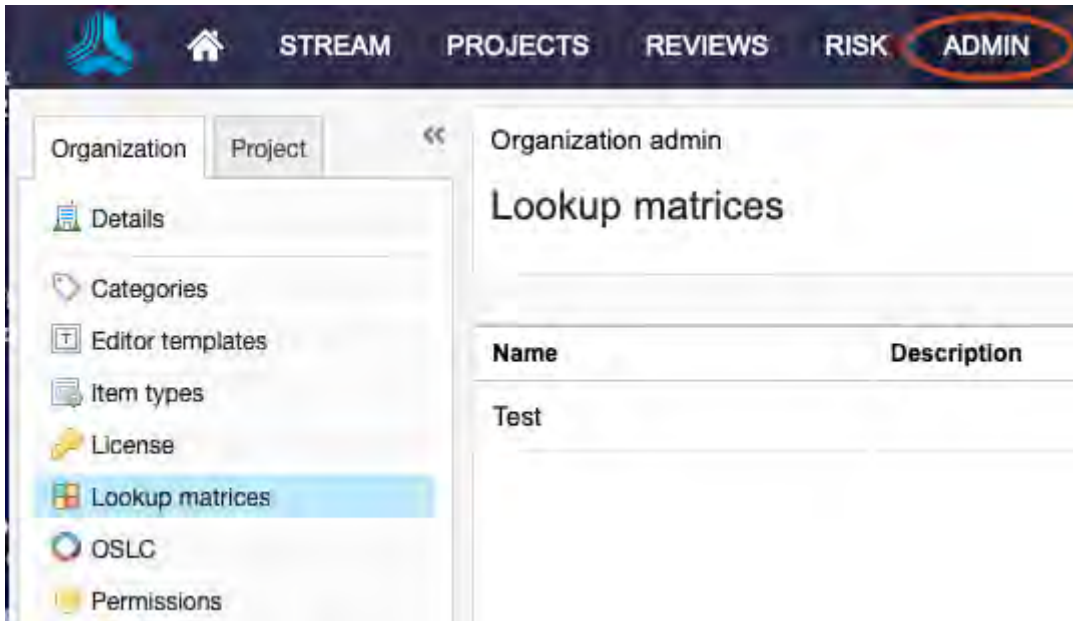 STREAM PROJECTS REVIEWS RISK ADMIN
Organization Project
Details
Categories
Editor templates
Item types
License
Lookup matrices
OSLC
Permissions
Organization admin
Lookup matrices
Name Description
Test